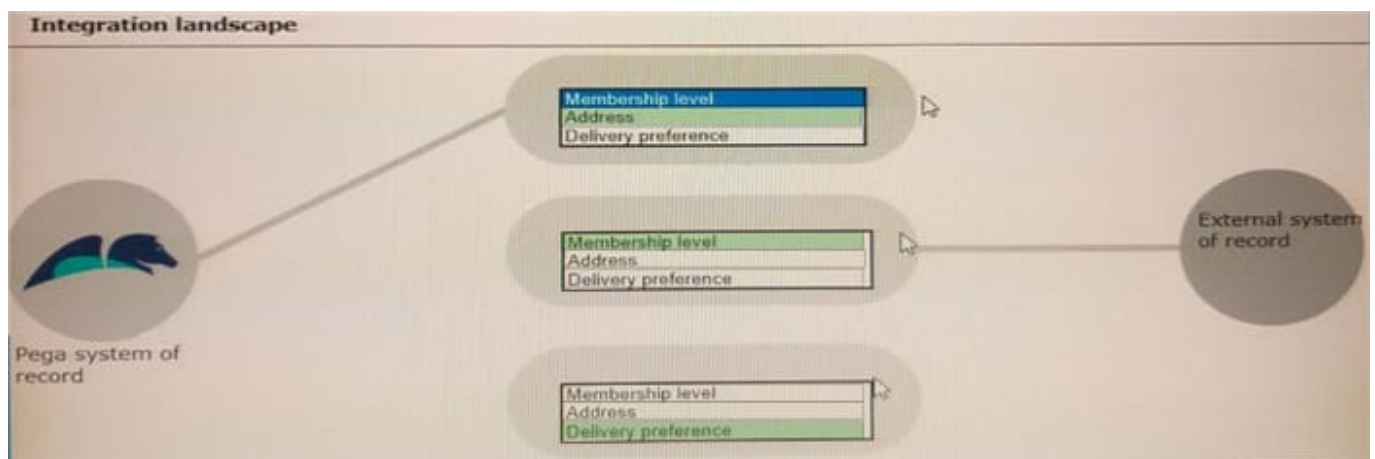 Integration landscape
Membership level
Address
Delivery preference
Membership level
Address
Delivery preference
External system
of record
Pega system of
record
Membership level
Address
Delivery preference